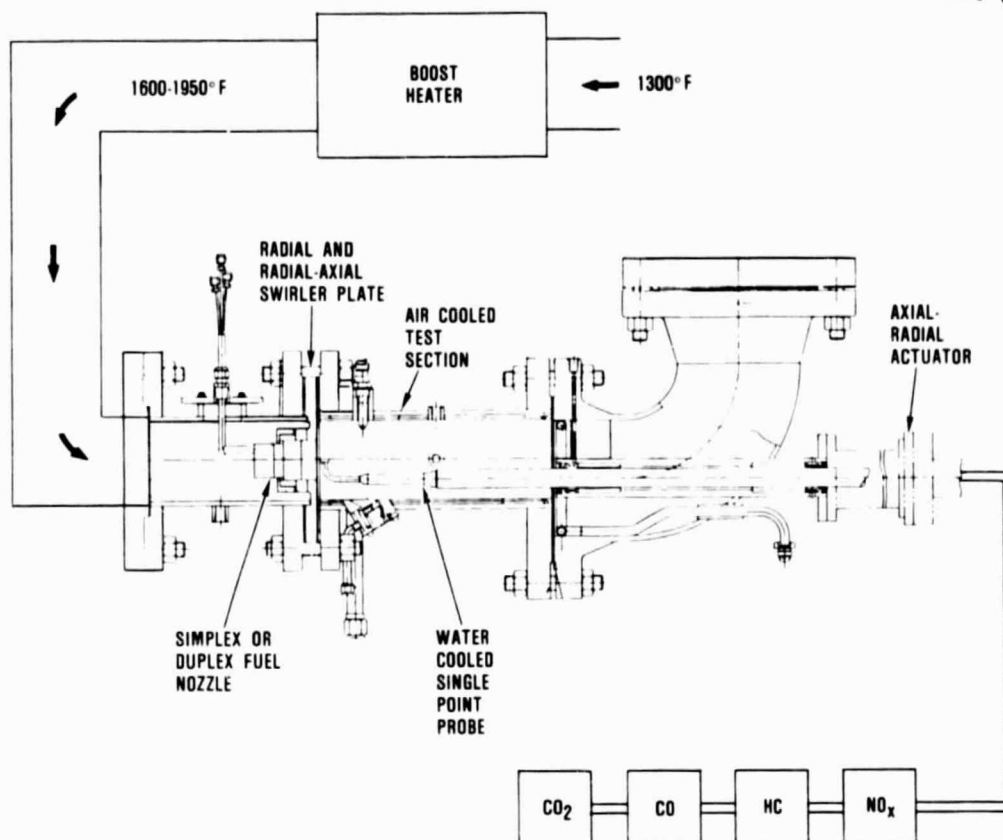 BOOST
HEATER
1600-1950°F
1300°F
RADIAL AND
RADIAL-AXIAL
SWIRLER PLATE
AIR COOLED
TEST
SECTION
AXIAL-
RADIAL
ACTUATOR
SIMPLEX OR
DUPLEX FUEL
NOZZLE
WATER
COOLED
SINGLE
POINT
PROBE
CO₂
CO
HC
NOₓ